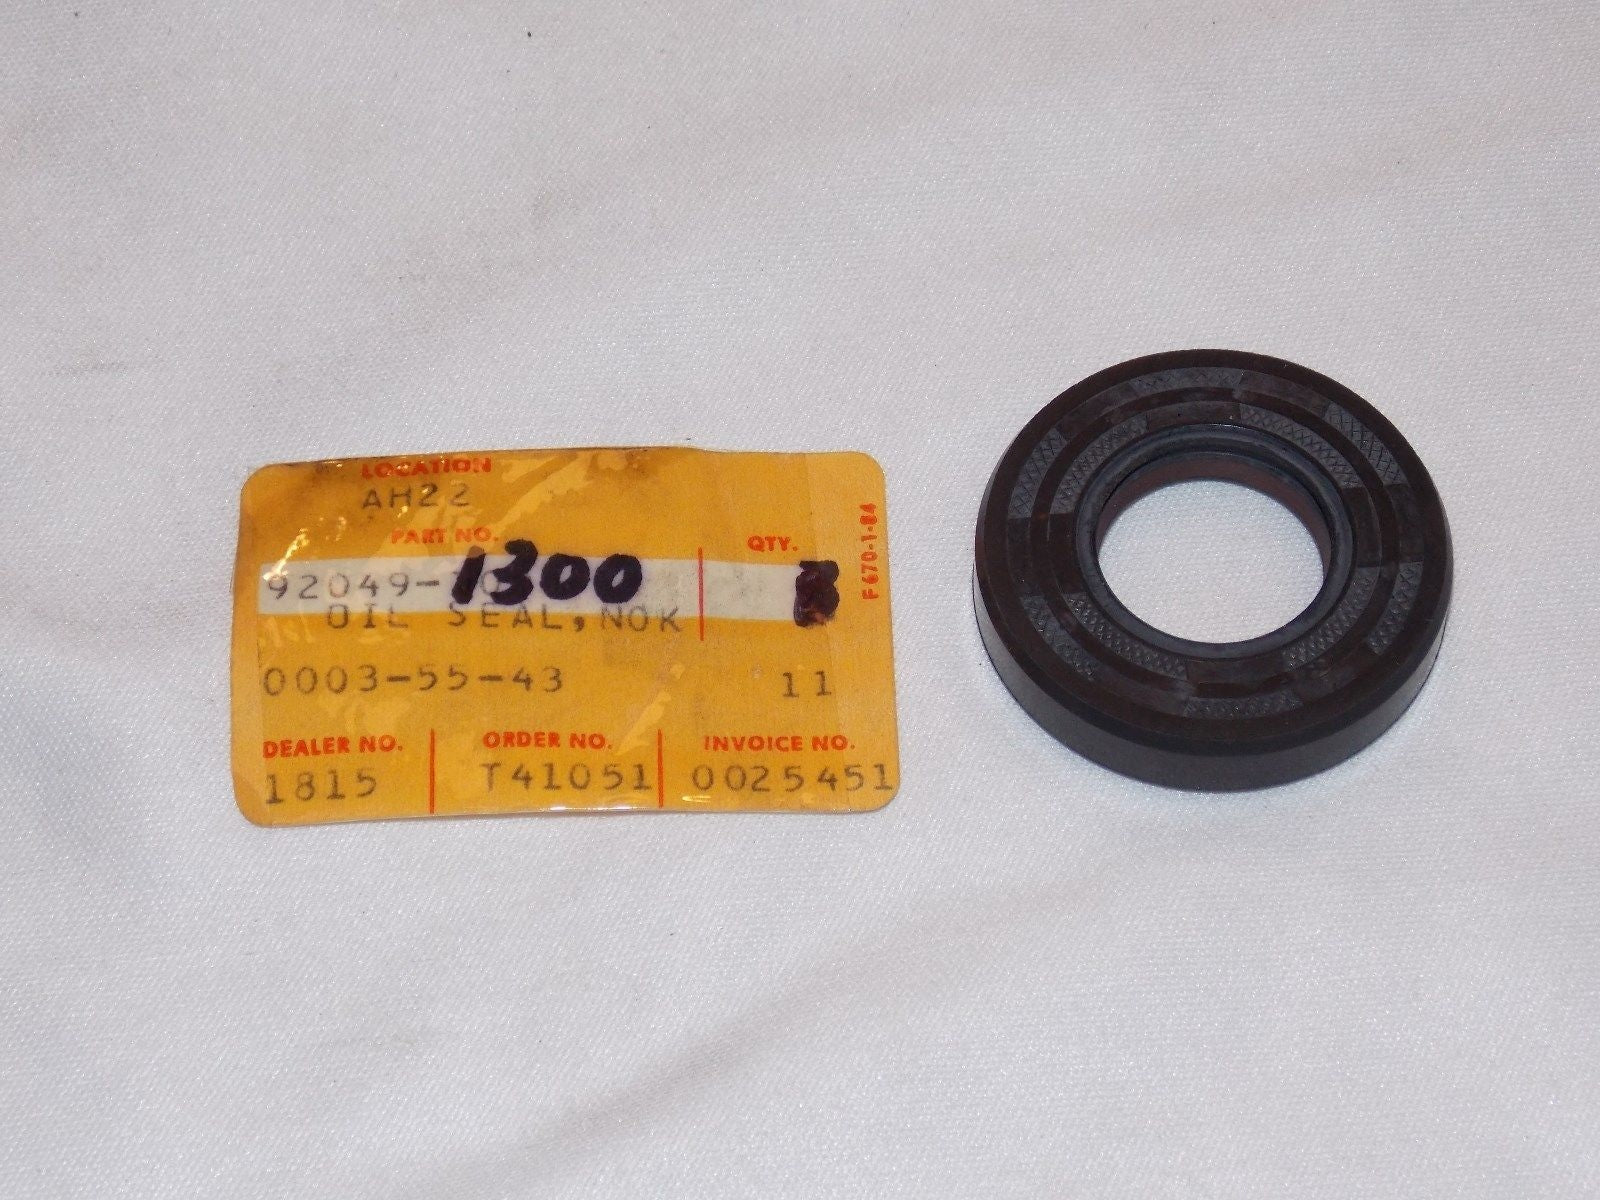 LOCATION
AH22
PART NO. QTY.
92049-1300
OIL SEAL, NOK
0003-55-43 11
DEALER NO. ORDER NO. INVOICE NO.
1815 T41051 0025451
F670-1-84